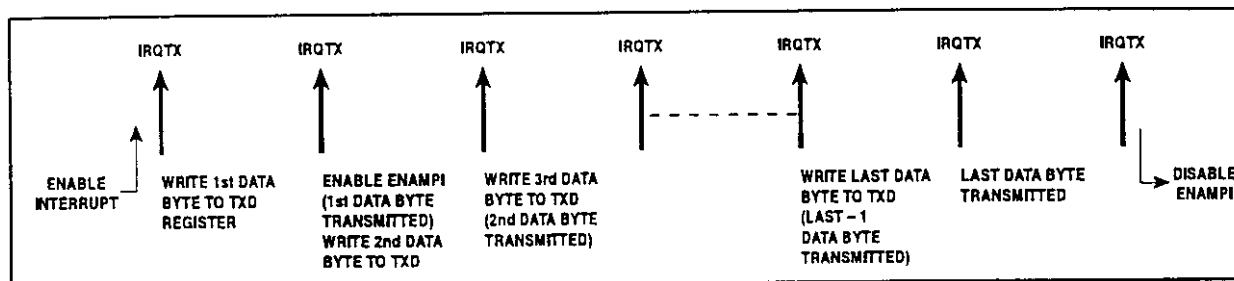 IRQTX
IRQTX
IRQTX
IRQTX
IRQTX
IRQTX
IRQTX
ENABLE
INTERRUPT
WRITE 1st DATA
BYTE TO TXD
REGISTER
ENABLE ENAMPI
(1st DATA BYTE
TRANSMITTED)
WRITE 2nd DATA
BYTE TO TXD
WRITE 3rd DATA
BYTE TO TXD
(2nd DATA BYTE
TRANSMITTED)
WRITE LAST DATA
BYTE TO TXD
(LAST – 1
DATA BYTE
TRANSMITTED)
LAST DATA BYTE
TRANSMITTED
DISABLE
ENAMPI